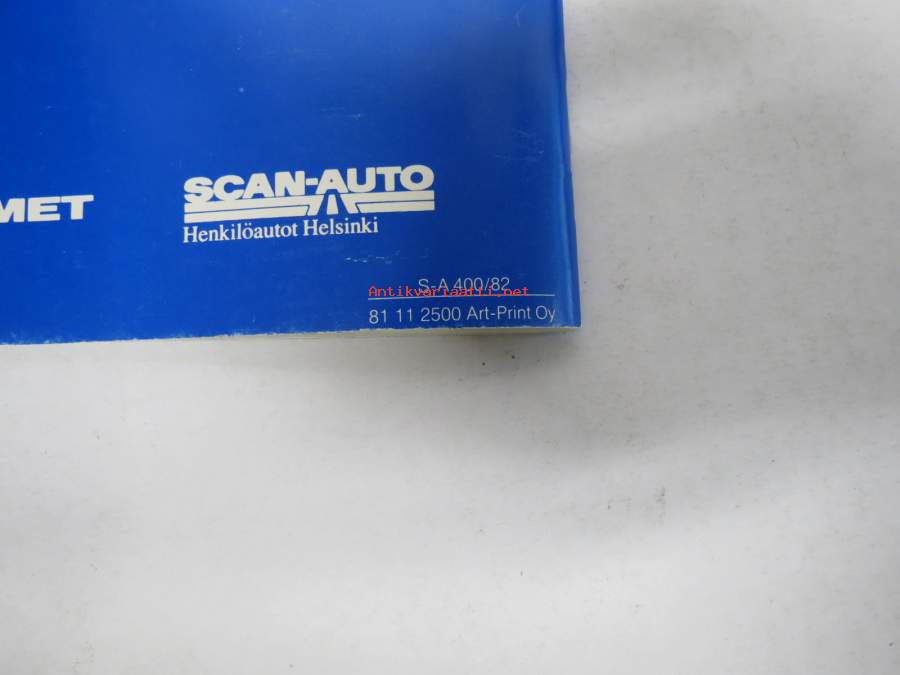 MET
SCAN-AUTO
Henkilöautot Helsinki
S-A 400/82
Antikvariaatti.net
81 11 2500 Art-Print Oy